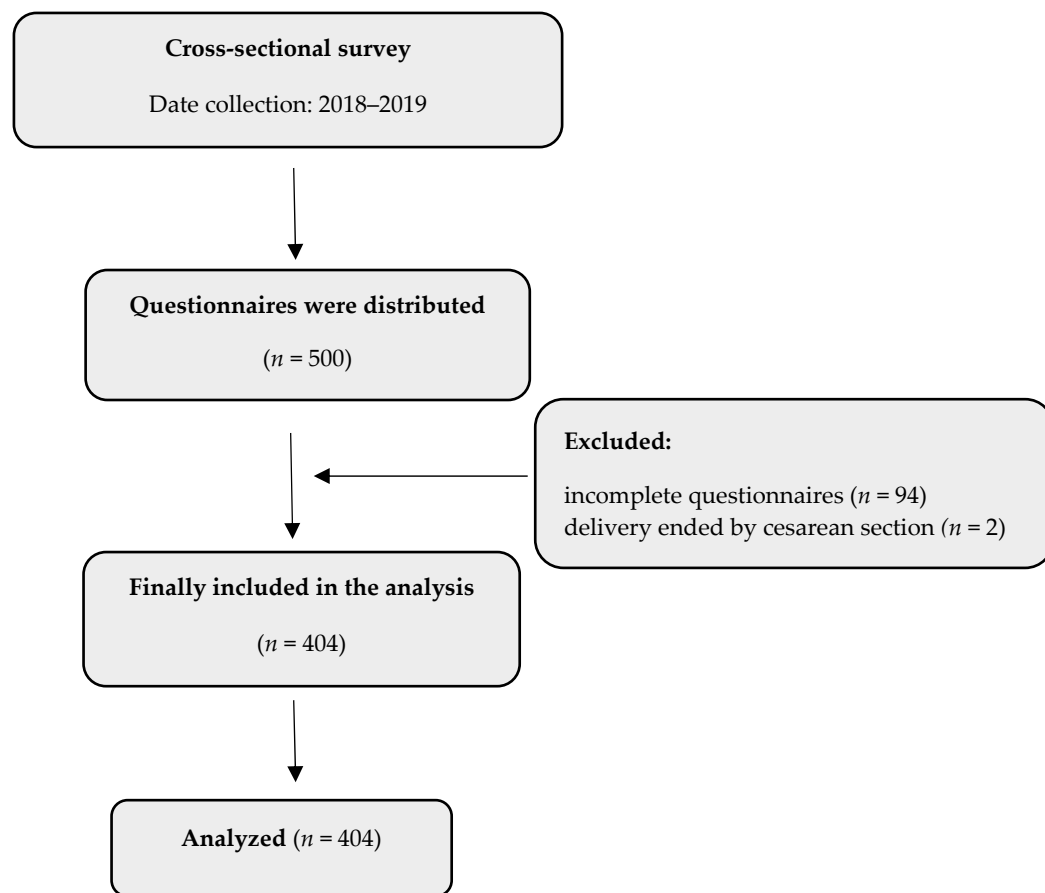 Cross-sectional survey
Date collection: 2018–2019
Questionnaires were distributed
(n = 500)
Excluded:
incomplete questionnaires (n = 94)
delivery ended by cesarean section (n = 2)
Finally included in the analysis
(n = 404)
Analyzed (n = 404)